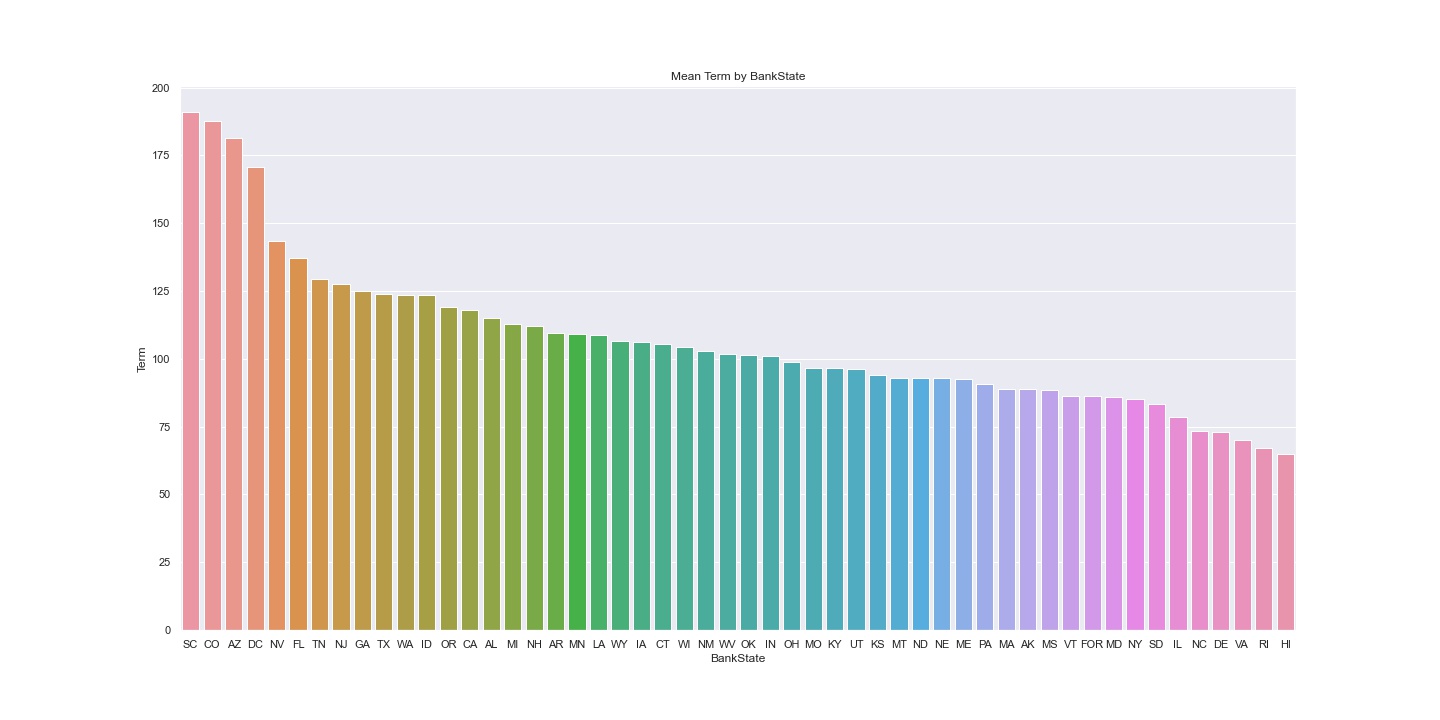 Mean Term by BankState
200
175
150
125
100
75
50
25
0
Term
SC CO AZ DC NV FL TN NJ GA TX WA ID OR CA AL MI NH AR MN LA WY IA CT WI NM WV OK IN OH MO KY UT KS MT ND NE ME PA MA AK MS VT FOR MD NY SD IL NC DE VA RI HI
BankState